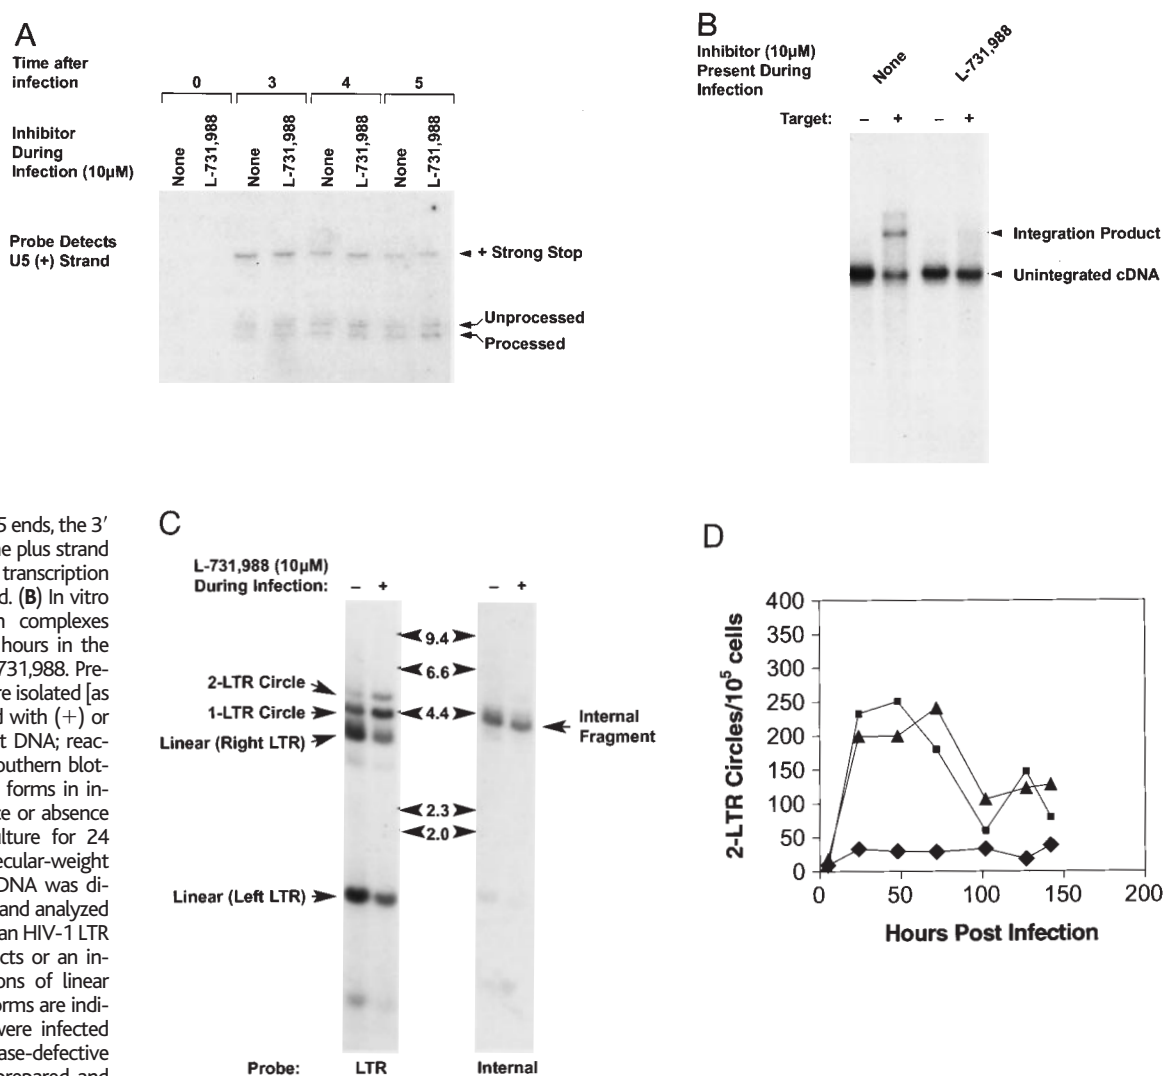 A
Time after
infection
0 3 4 5
Inhibitor
During
Infection (10µM)
None L-731,988 None L-731,988 None L-731,988 None L-731,988
Probe Detects
U5 (+) Strand
+ Strong Stop
Unprocessed
Processed
B
Inhibitor (10µM)
Present During
Infection
None L-731,988
Target: – + – +
Integration Product
Unintegrated cDNA
5 ends, the 3′
ne plus strand
transcription
d. (B) In vitro
n complexes
hours in the
731,988. Pre-
re isolated [as
d with (+) or
t DNA; reac-
outhern blot-
forms in in-
ce or absence
ulture for 24
ecular-weight
DNA was di-
and analyzed
an HIV-1 LTR
cts or an in-
ons of linear
orms are indi-
were infected
ase-defective
prepared and
C
L-731,988 (10µM)
During Infection: – + – +
9.4
6.6
2-LTR Circle
1-LTR Circle
4.4
Internal
Fragment
Linear (Right LTR)
2.3
2.0
Linear (Left LTR)
Probe: LTR Internal
D
2-LTR Circles/10⁵ cells
400
350
300
250
200
150
100
50
0
0 50 100 150 200
Hours Post Infection